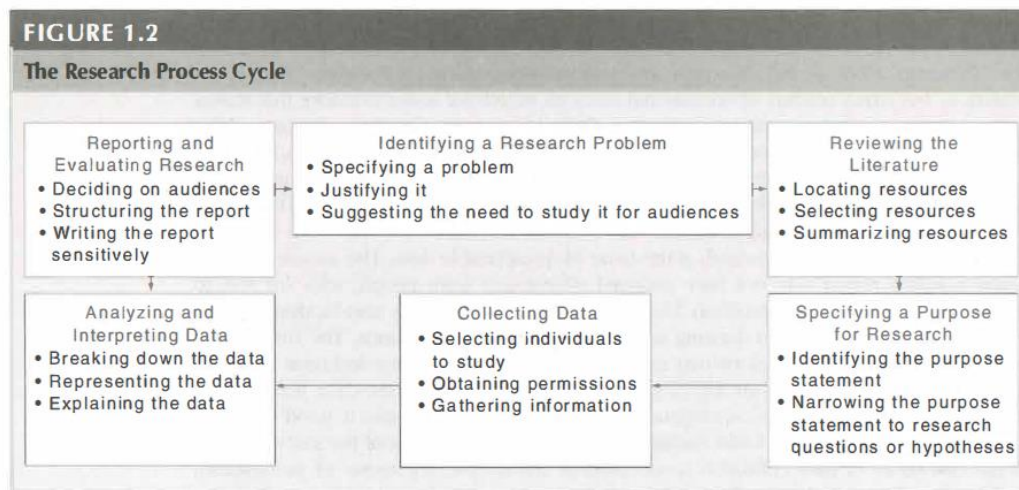 FIGURE 1.2
The Research Process Cycle
Reporting and
Evaluating Research
• Deciding on audiences
• Structuring the report
• Writing the report
sensitively
Identifying a Research Problem
• Specifying a problem
• Justifying it
• Suggesting the need to study it for audiences
Reviewing the
Literature
• Locating resources
• Selecting resources
• Summarizing resources
Analyzing and
Interpreting Data
• Breaking down the data
• Representing the data
• Explaining the data
Collecting Data
• Selecting individuals
to study
• Obtaining permissions
• Gathering information
Specifying a Purpose
for Research
• Identifying the purpose
statement
• Narrowing the purpose
statement to research
questions or hypotheses